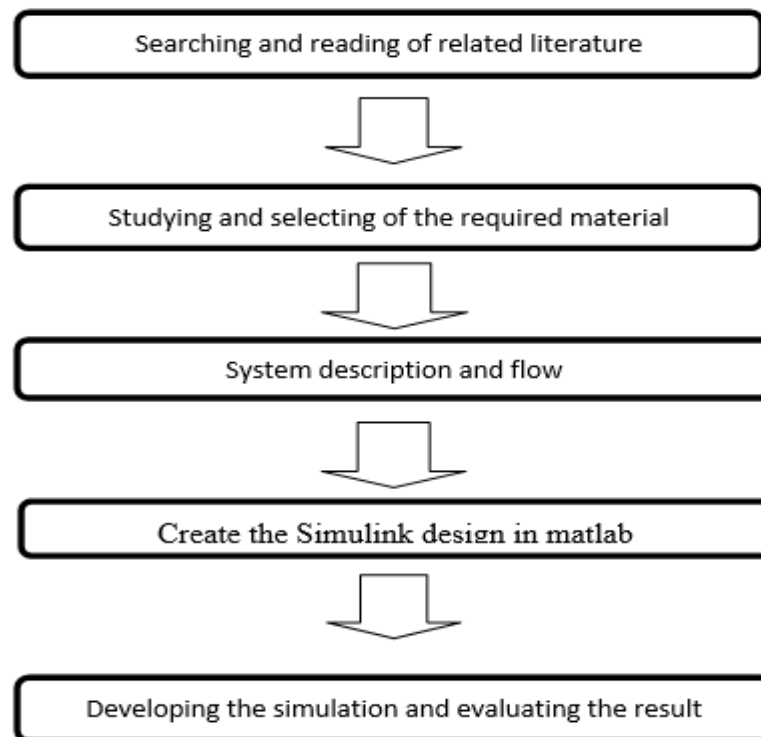 Searching and reading of related literature
Studying and selecting of the required material
System description and flow
Create the Simulink design in matlab
Developing the simulation and evaluating the result